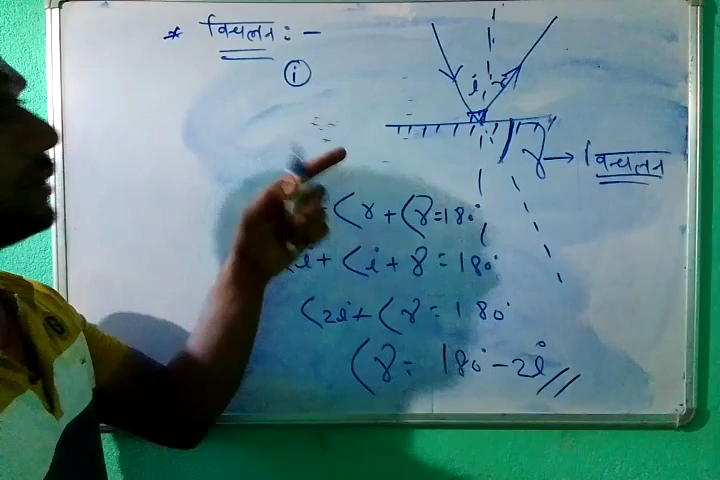 * विचलन :-
i
i r
γ → विचलन
∠r + ∠γ = 180°
∠i + ∠i + γ = 180°
∠2i + ∠γ = 180°
∠γ = 180° - 2i //